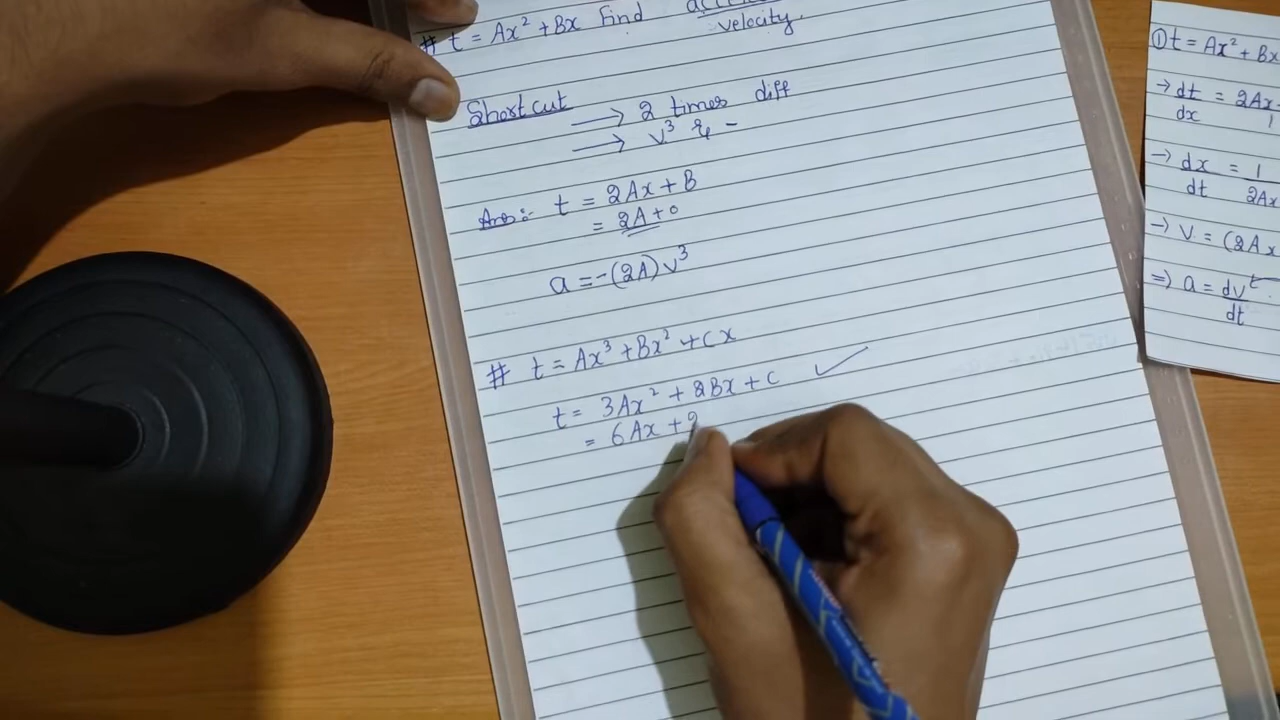 # t = Ax² + Bx Find
velocity.
Shortcut → 2 times diff
→ v³ & -
Ans:- t = 2Ax + B
= 2A + 0
a = -(2A)v³
# t = Ax³ + Bx² + Cx
t = 3Ax² + 2Bx + C ✓
= 6Ax + 2
① t = Ax² + Bx
→ dt/dx = 2Ax
→ dx/dt = 1/2Ax
→ v = (2Ax
⇒ a = dv/dt